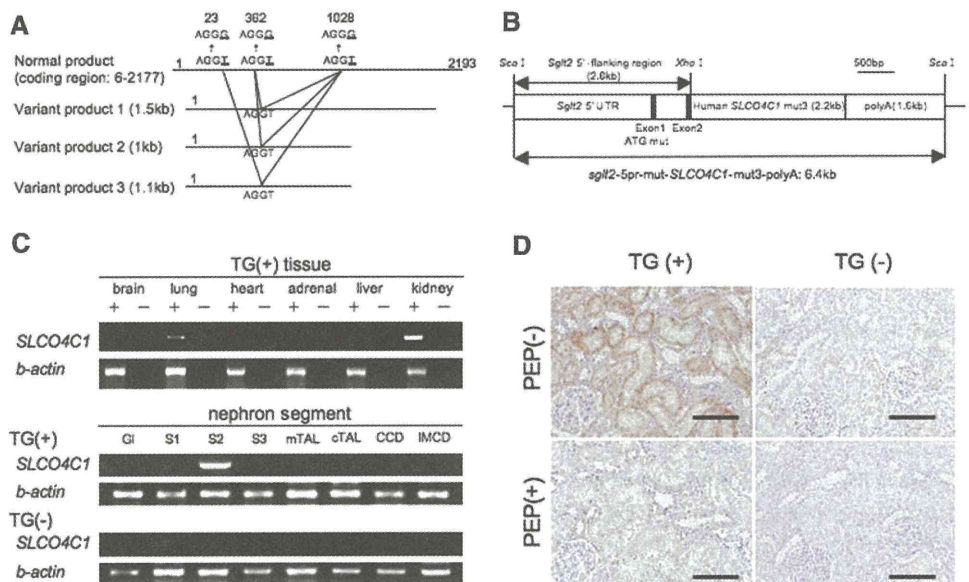 A
23 362 1028
AGGG AGGG AGGG
↑ ↑ ↑
AGGT AGGT AGGT
Normal product
(coding region: 6-2177)
1 2193
Variant product 1 (1.5kb)
1
AGGT
Variant product 2 (1kb)
1
AGGT
Variant product 3 (1.1kb)
1
AGGT
B
Sca I Sglt2 5'-flanking region Xho I 500bp Sca I
(2.6kb)
Sglt2 5'UTR Human SLCO4C1 mut3 (2.2kb) polyA(1.6kb)
Exon1 Exon2
ATG mut
sglt2-5pr-mut-SLCO4C1-mut3-polyA: 6.4kb
C
TG(+) tissue
brain lung heart adrenal liver kidney
+ − + − + − + − + − + −
SLCO4C1
b-actin
nephron segment
TG(+)
Gl S1 S2 S3 mTAL cTAL CCD IMCD
SLCO4C1
b-actin
TG(-)
SLCO4C1
b-actin
D
TG (+) TG (-)
PEP(-)
PEP(+)